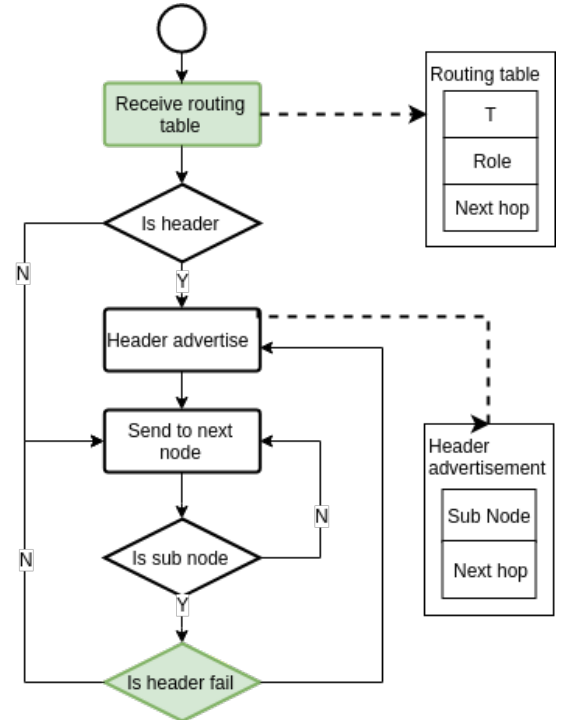 Receive routing
table
Routing table
T
Role
Next hop
Is header
N
Y
Header advertise
Send to next
node
Header
advertisement
Sub Node
Next hop
N
Is sub node
N
Y
Is header fail